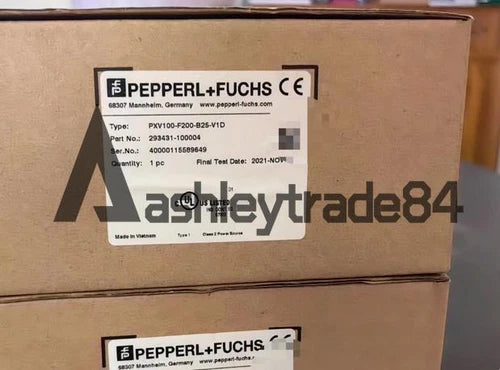 PEPPERL+FUCHS CE
68307 Mannheim, Germany www.pepperl-fuchs.com
Type: PXV100-F200-B25-V1D
Part No.: 293431-100004
Ser.No.: 40000115589649
Quantity: 1 pc Final Test Date: 2021-NOV
ashleytrade84
UL US LISTED
Made in Vietnam Type 1 Class 2 Power Source
PEPPERL+FUCHS
68307 Mannheim, Germany www.pepperl-fuchs.